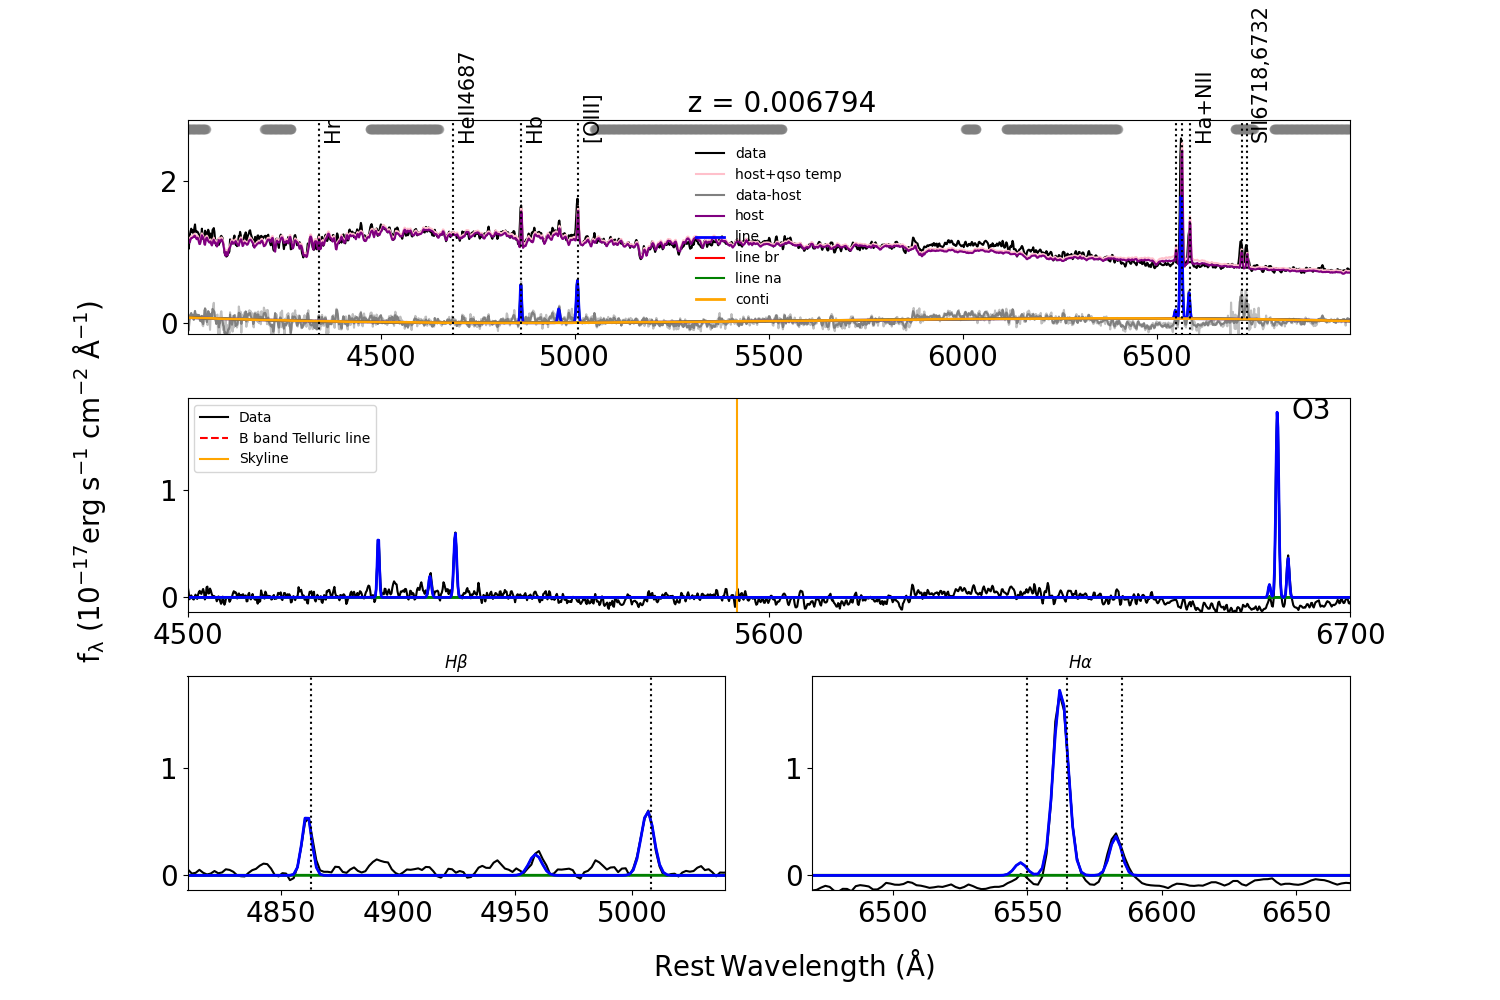 z = 0.006794
Hr
HeII4687
Hb
[OIII]
Ha+NII
SII6718,6732
data
host+qso temp
data-host
host
line
line br
line na
conti
2
0
4500
5000
5500
6000
6500
Data
B band Telluric line
Skyline
O3
1
0
4500
5600
6700
fλ (10−17erg s−1 cm−2 Å−1)
Hβ
1
0
4850
4900
4950
5000
Hα
1
0
6500
6550
6600
6650
Rest Wavelength (Å)